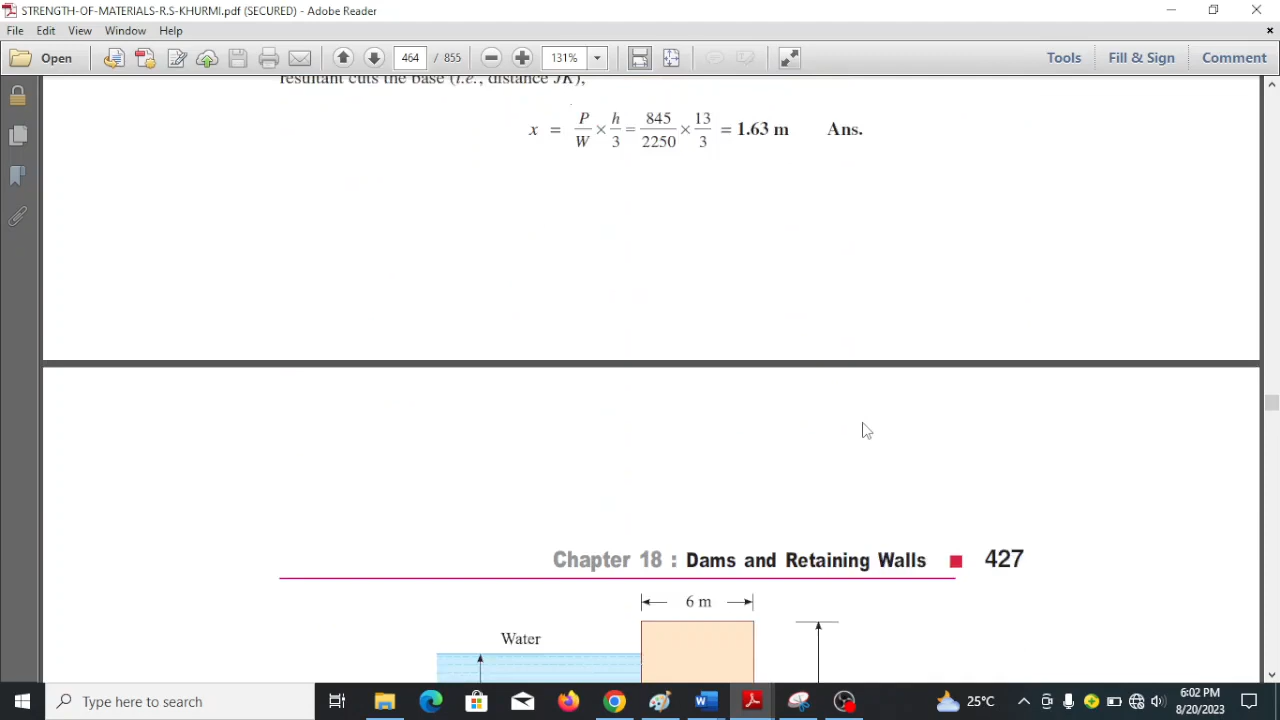 STRENGTH-OF-MATERIALS-R.S-KHURMI.pdf (SECURED) - Adobe Reader
File Edit View Window Help
Open 464 / 855 131% Tools Fill & Sign Comment
resultant cuts the base (i.e., distance JK),
x = P/W × h/3 = 845/2250 × 13/3 = 1.63 m Ans.
Chapter 18 : Dams and Retaining Walls ■ 427
6 m
Water
Type here to search
25°C
6:02 PM
8/20/2023